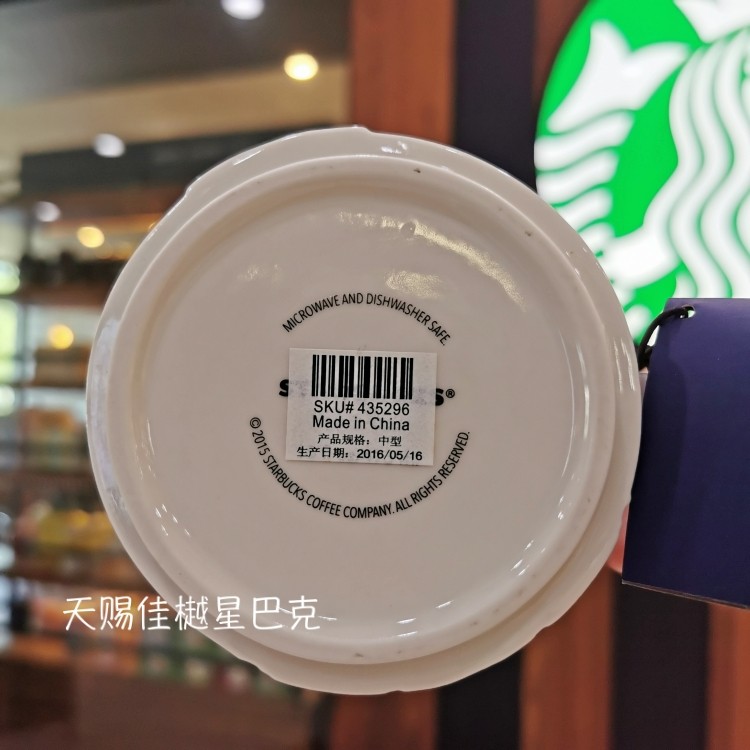 MICROWAVE AND DISHWASHER SAFE.
SKU# 435296
Made in China
产品规格：中型
生产日期：2016/05/16
© 2015 STARBUCKS COFFEE COMPANY. ALL RIGHTS RESERVED.
天赐佳樾星巴克